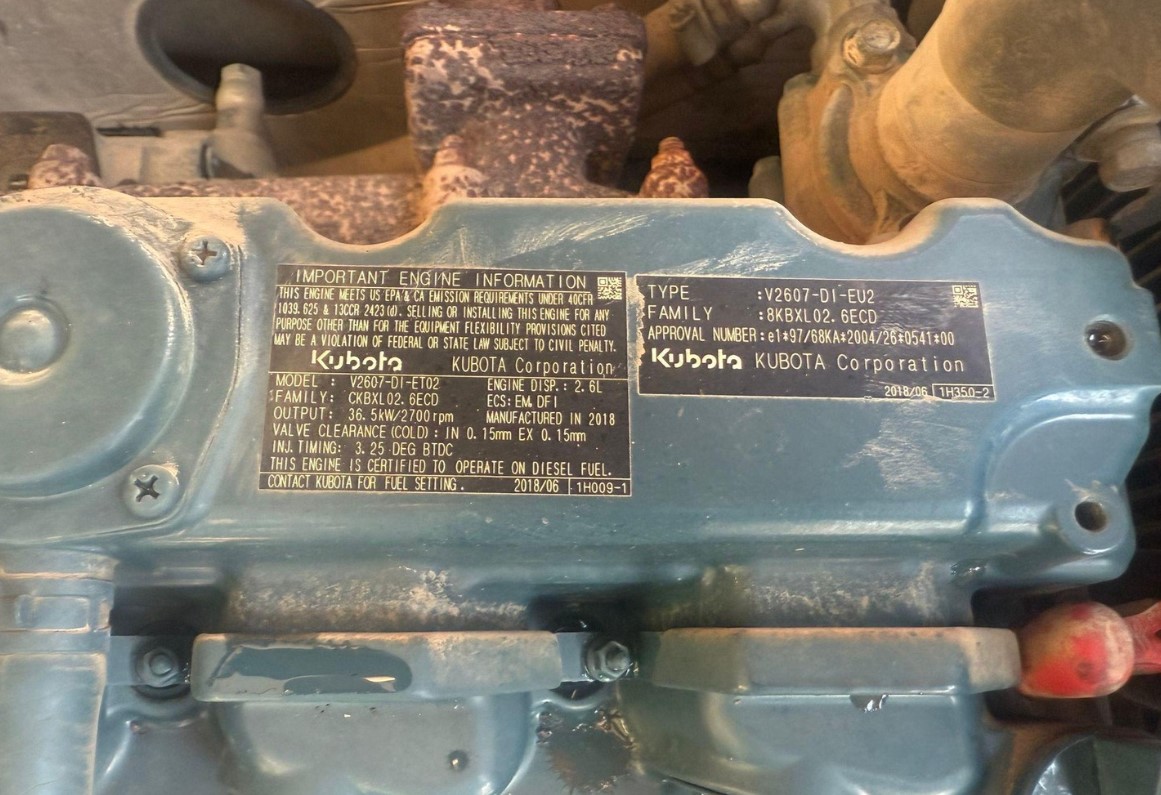 IMPORTANT ENGINE INFORMATION
THIS ENGINE MEETS US EPA & CA EMISSION REQUIREMENTS UNDER 40CFR
1039. 625 & 13CCR 2423(d). SELLING OR INSTALLING THIS ENGINE FOR ANY
PURPOSE OTHER THAN FOR THE EQUIPMENT FLEXIBILITY PROVISIONS CITED
MAY BE A VIOLATION OF FEDERAL OR STATE LAW SUBJECT TO CIVIL PENALTY.
Kubota KUBOTA Corporation
MODEL : V2607-DI-ET02 ENGINE DISP. : 2. 6L
FAMILY: CKBXL02. 6ECD ECS: EM, DFI
OUTPUT: 36. 5kW/2700rpm MANUFACTURED IN 2018
VALVE CLEARANCE (COLD) : IN 0. 15mm EX 0. 15mm
INJ. TIMING: 3. 25 DEG BTDC
THIS ENGINE IS CERTIFIED TO OPERATE ON DIESEL FUEL.
CONTACT KUBOTA FOR FUEL SETTING. 2018/06 1H009-1
TYPE :V2607-DI-EU2
FAMILY :8KBXL02. 6ECD
APPROVAL NUMBER:e1*97/68KA*2004/26*0541*00
Kubota KUBOTA Corporation
2018/06 1H350-2